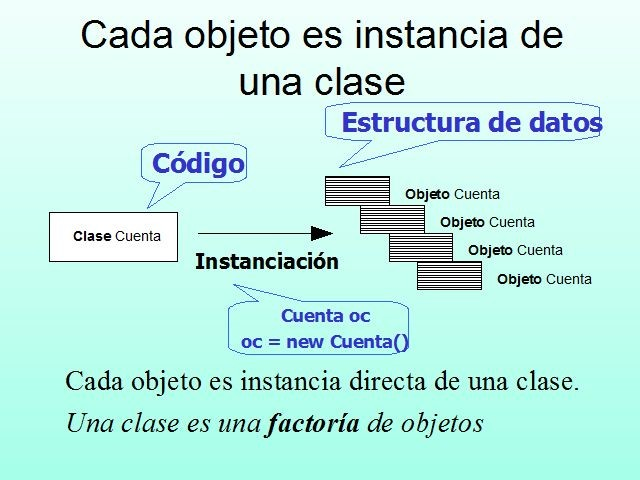 Cada objeto es instancia de
una clase
Estructura de datos
Código
Objeto Cuenta
Objeto Cuenta
Clase Cuenta
Objeto Cuenta
Instanciación
Objeto Cuenta
Cuenta oc
oc = new Cuenta()
Cada objeto es instancia directa de una clase.
Una clase es una factoría de objetos